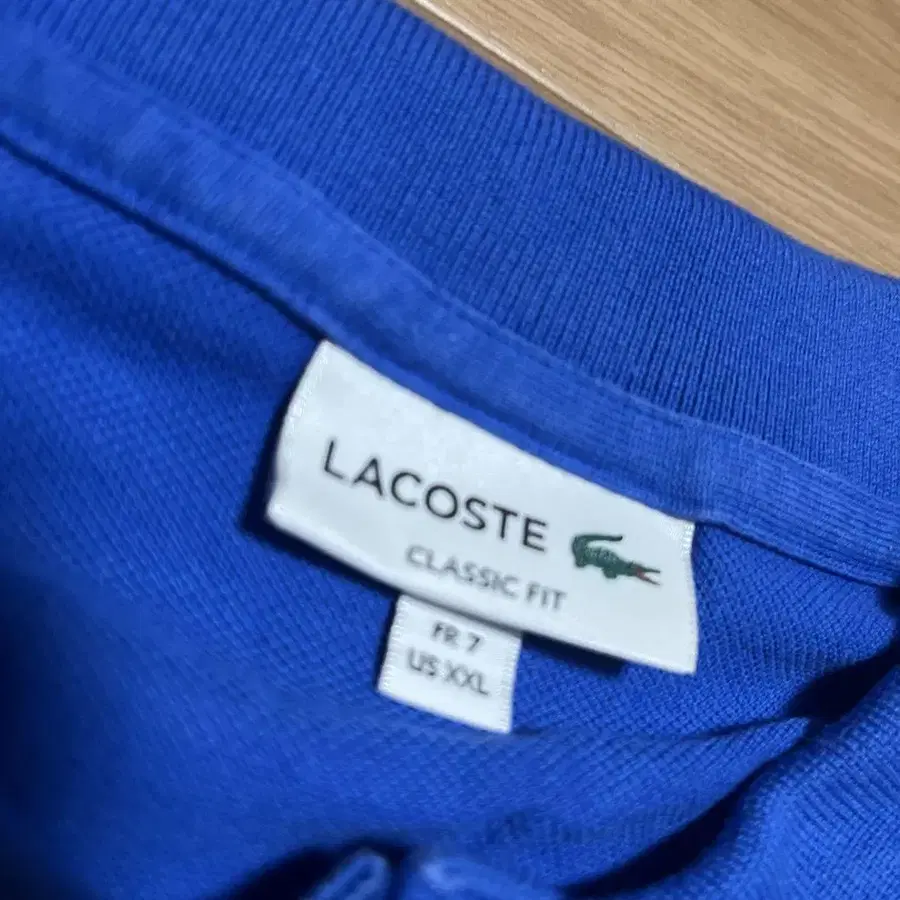 LACOSTE
CLASSIC FIT
FR 7
US XXL